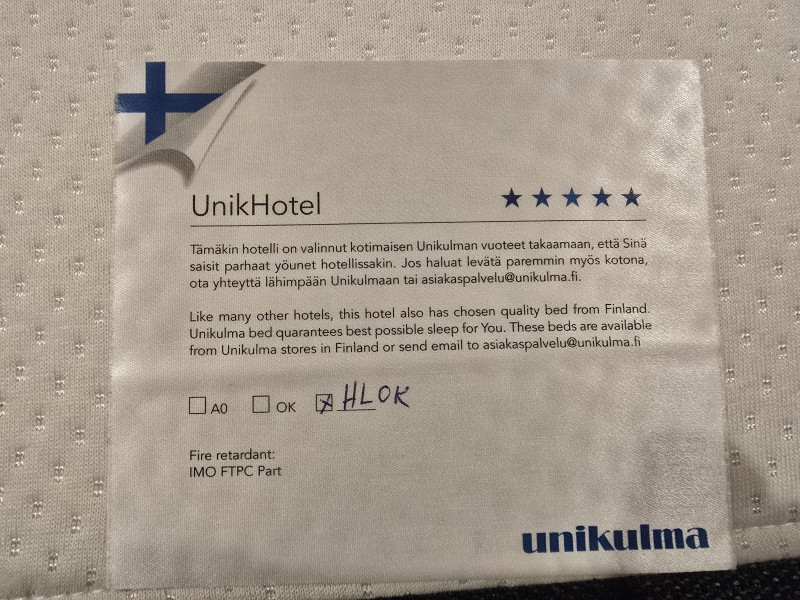 UnikHotel ★★★★★
Tämäkin hotelli on valinnut kotimaisen Unikulman vuoteet takaamaan, että Sinä
saisit parhaat yöunet hotellissakin. Jos haluat levätä paremmin myös kotona,
ota yhteyttä lähimpään Unikulmaan tai asiakaspalvelu@unikulma.fi.
Like many other hotels, this hotel also has chosen quality bed from Finland.
Unikulma bed quarantees best possible sleep for You. These beds are available
from Unikulma stores in Finland or send email to asiakaspalvelu@unikulma.fi
☐ A0 ☐ OK ☒ HLOK
Fire retardant:
IMO FTPC Part
unikulma